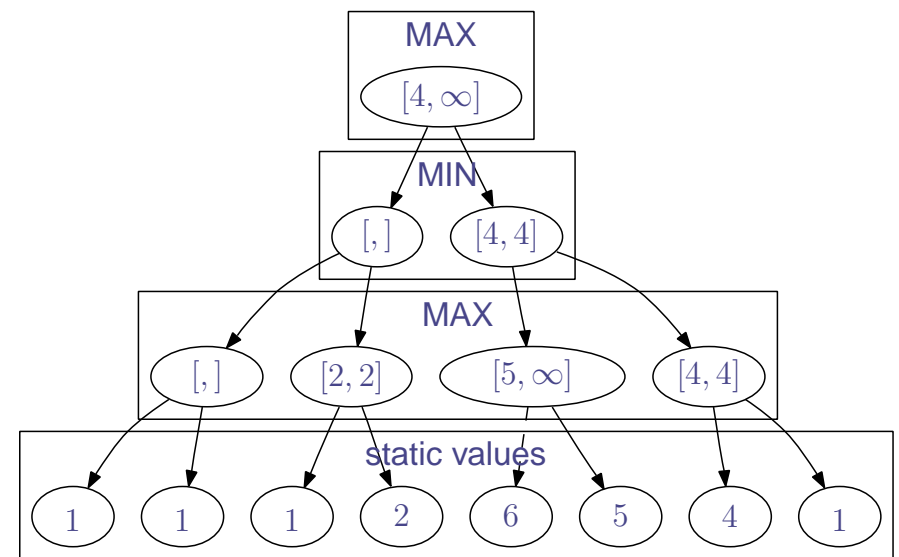 MAX
[4, ∞]
MIN
[, ] [4, 4]
MAX
[, ] [2, 2] [5, ∞] [4, 4]
static values
1 1 1 2 6 5 4 1